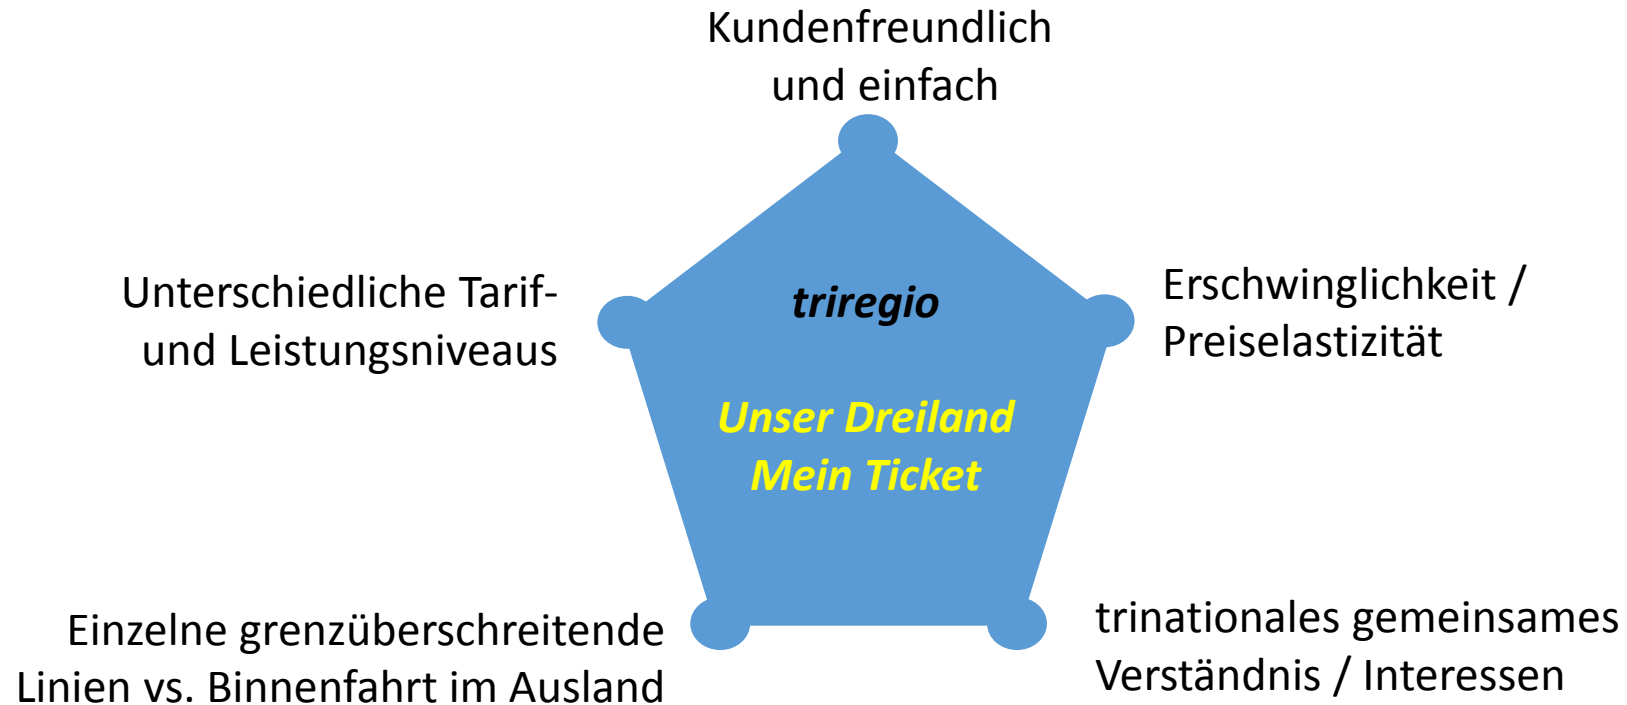 Kundenfreundlich
und einfach
Unterschiedliche Tarif-
und Leistungsniveaus
triregio
Unser Dreiland
Mein Ticket
Erschwinglichkeit /
Preiselastizität
Einzelne grenzüberschreitende
Linien vs. Binnenfahrt im Ausland
trinationales gemeinsames
Verständnis / Interessen